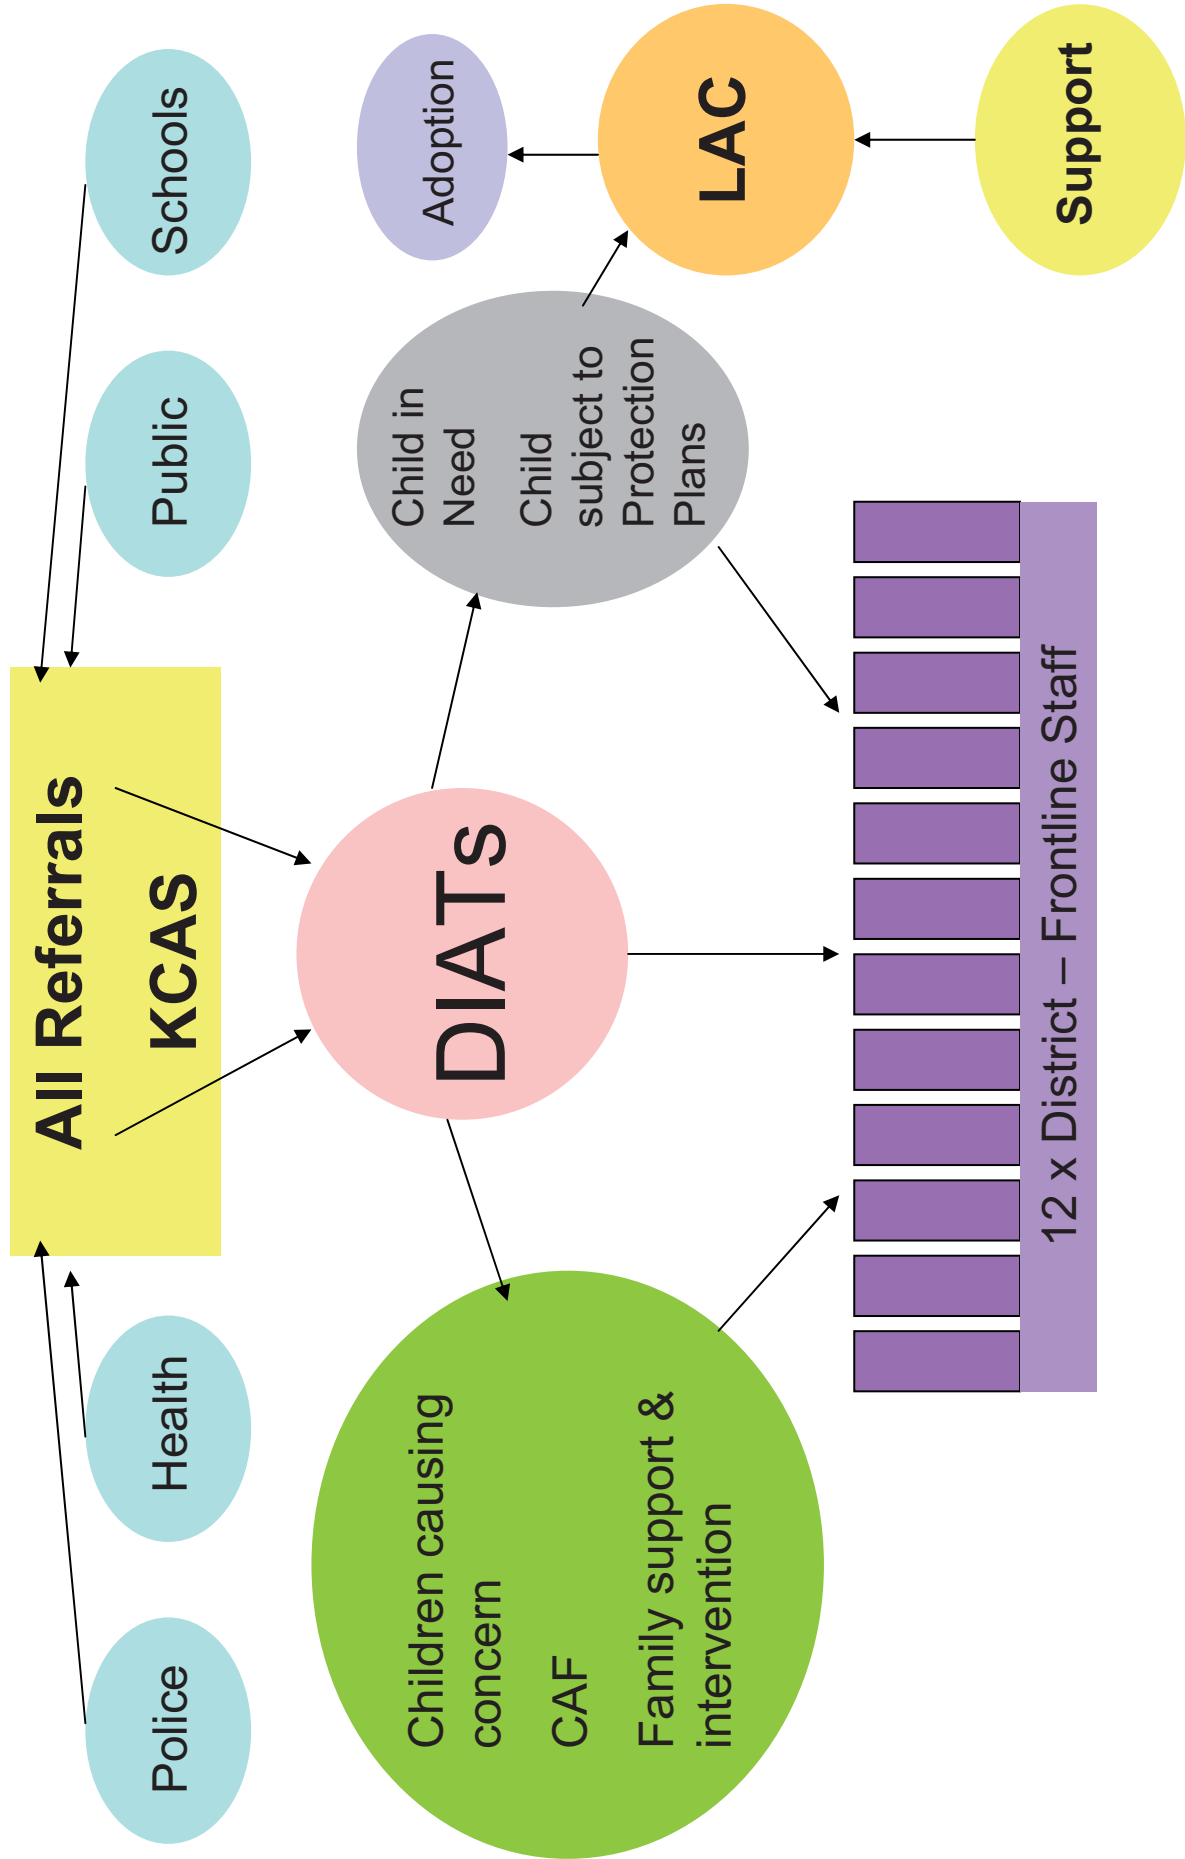 Police
Health
All Referrals
KCAS
Public
Schools
Children causing
concern
CAF
Family support &
intervention
DIATs
Child in
Need
Child
subject to
Protection
Plans
Adoption
LAC
Support
12 x District – Frontline Staff